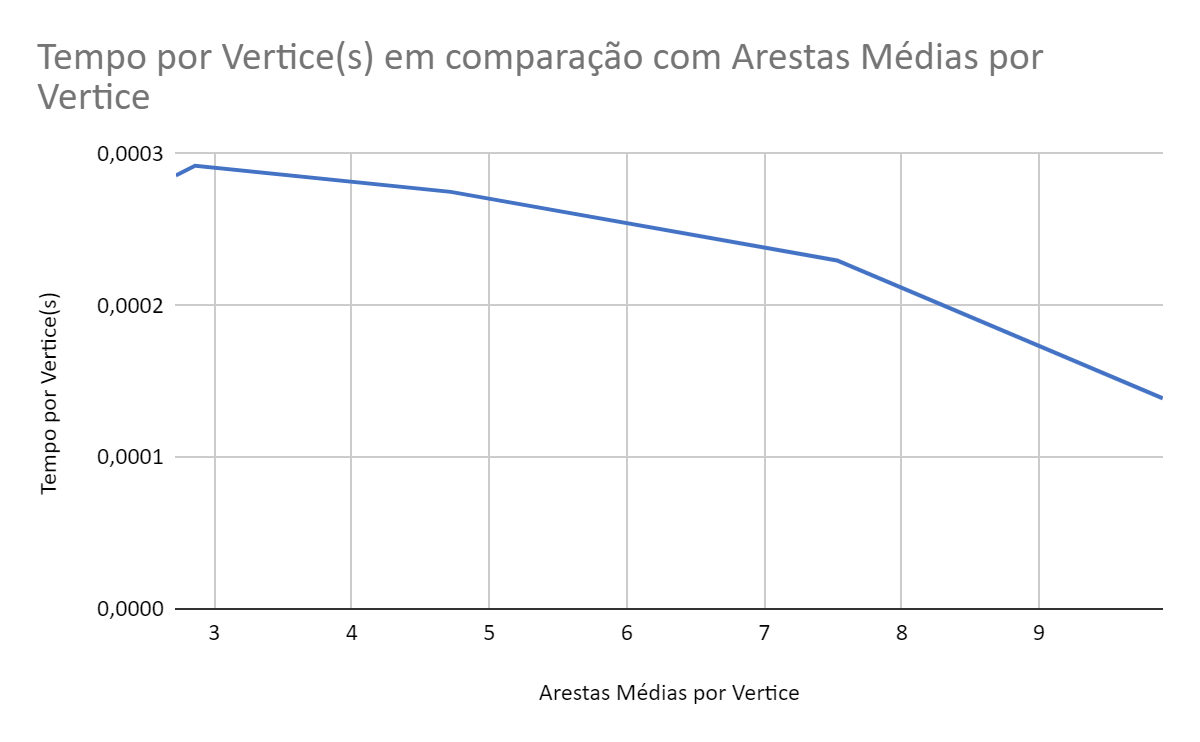 Tempo por Vertice(s) em comparação com Arestas Médias por
Vertice
0,0003
0,0002
0,0001
0,0000
Tempo por Vertice(s)
3 4 5 6 7 8 9
Arestas Médias por Vertice